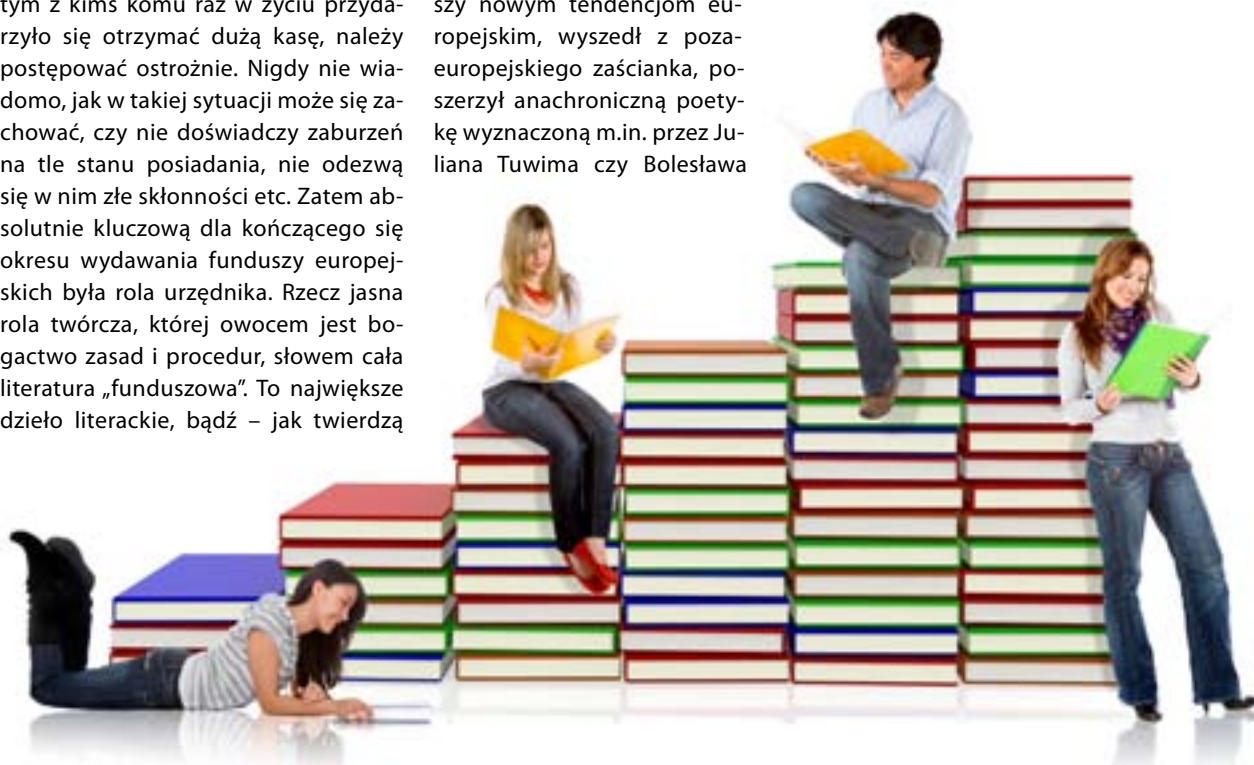 tym z kimś komu raz w życiu przyda-
rzyło się otrzymać dużą kasę, należy
postępować ostrożnie. Nigdy nie wia-
domo, jak w takiej sytuacji może się za-
chować, czy nie doświadczy zaburzeń
na tle stanu posiadania, nie odezwą
się w nim złe skłonności etc. Zatem ab-
solutnie kluczową dla kończącego się
okresu wydawania funduszy europej-
skich była rola urzędnika. Rzecz jasna
rola twórcza, której owocem jest bo-
gactwo zasad i procedur, słowem cała
literatura „funduszowa”. To największe
dzieło literackie, bądź – jak twierdzą
szy nowym tendencjom eu-
ropejskim, wyszedł z poza-
europejskiego zaścianka, po-
szerzył anachroniczną poety-
kę wyznaczoną m.in. przez Ju-
liana Tuwima czy Bolesława